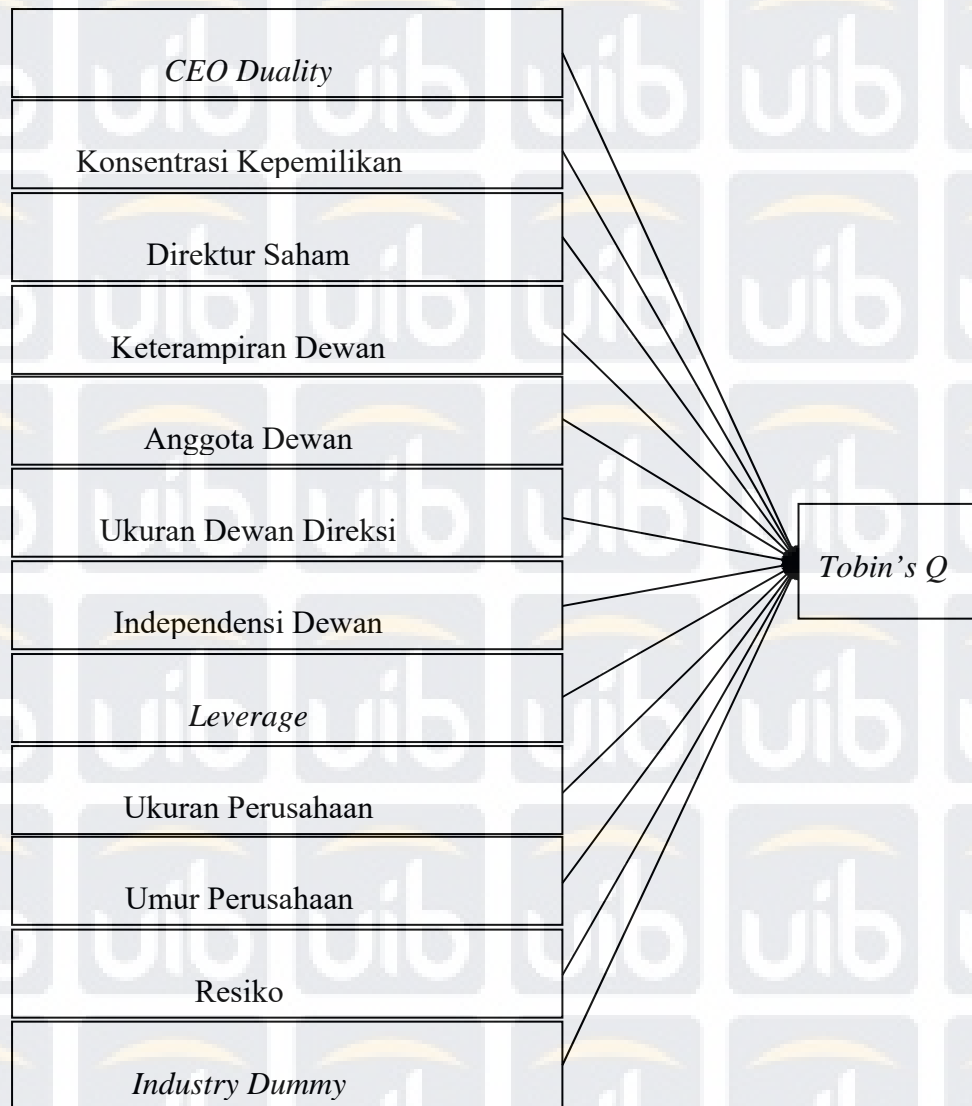 CEO Duality
Konsentrasi Kepemilikan
Direktur Saham
Keterampiran Dewan
Anggota Dewan
Ukuran Dewan Direksi
Independensi Dewan
Leverage
Ukuran Perusahaan
Umur Perusahaan
Resiko
Industry Dummy
Tobin’s Q